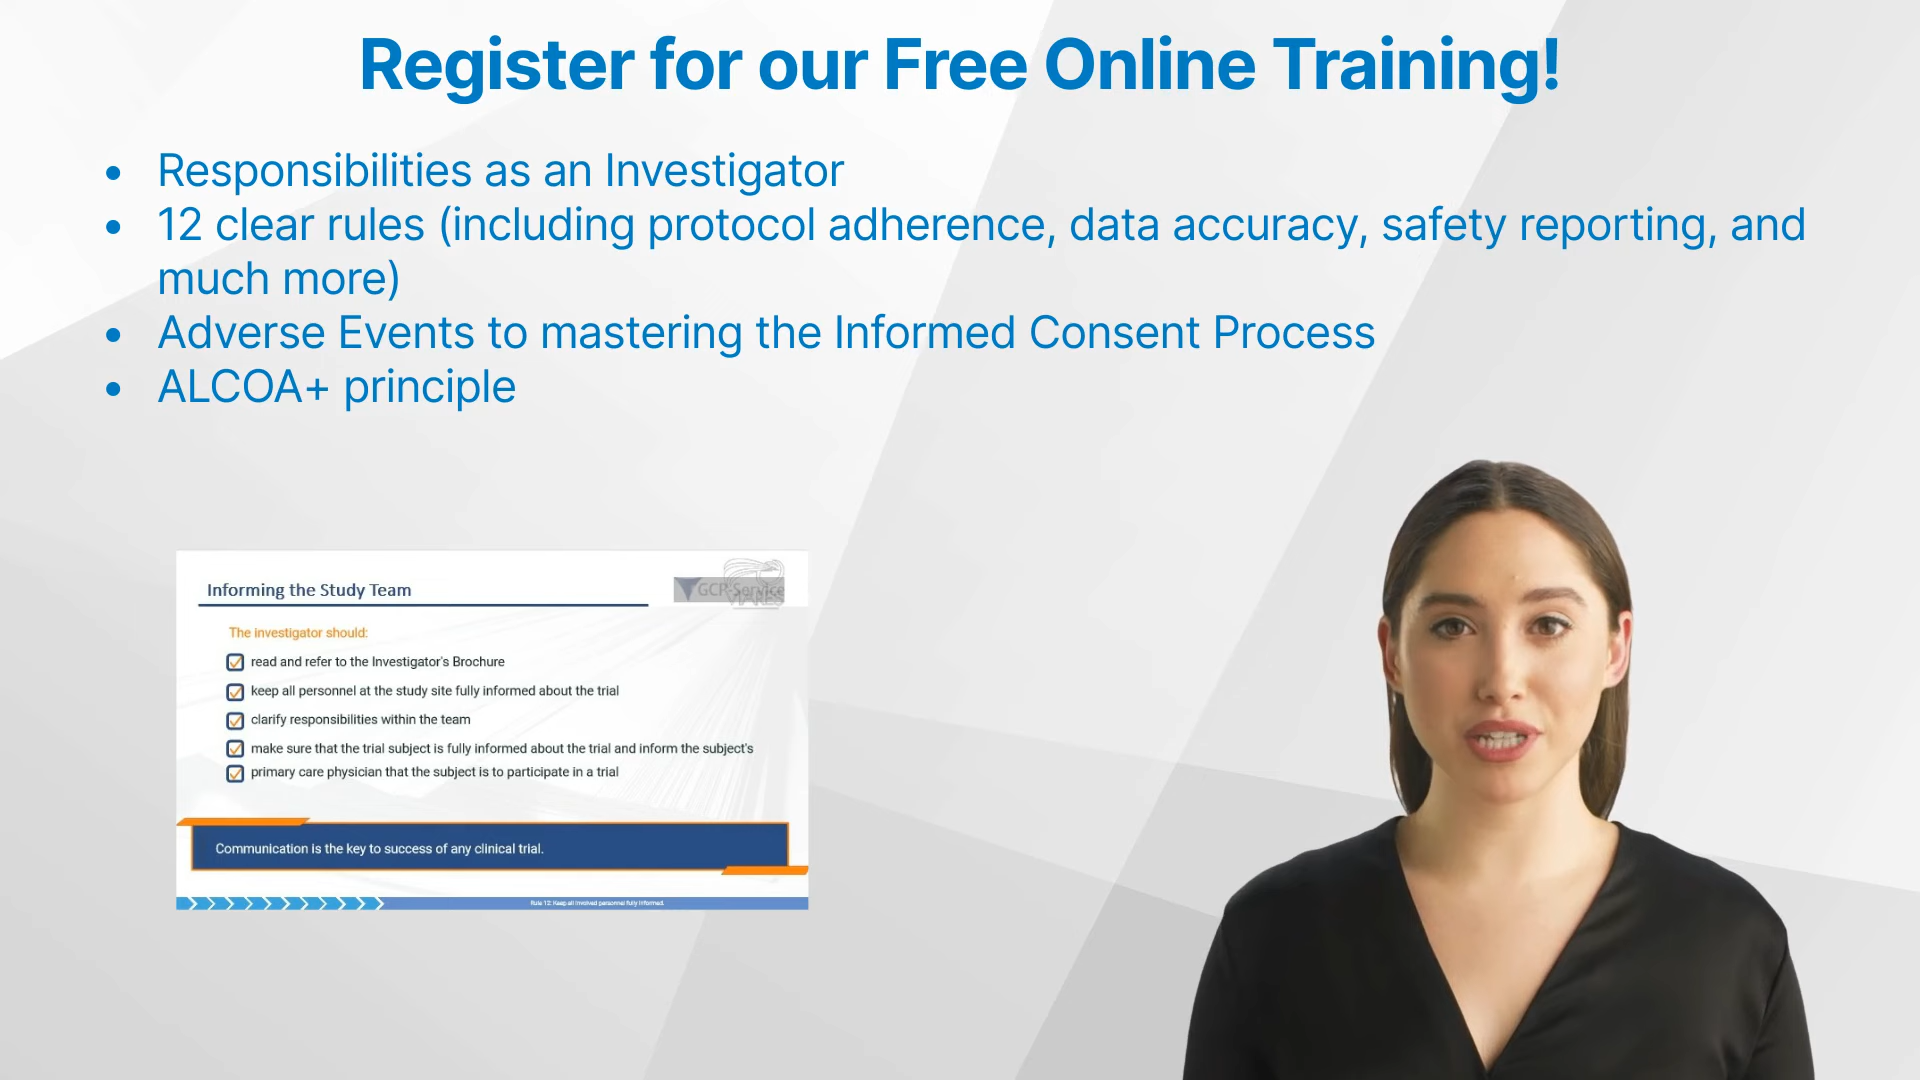 Register for our Free Online Training!
• Responsibilities as an Investigator
• 12 clear rules (including protocol adherence, data accuracy, safety reporting, and
much more)
• Adverse Events to mastering the Informed Consent Process
• ALCOA+ principle
Informing the Study Team
GCP-Service
VIARES
The investigator should:
read and refer to the Investigator's Brochure
keep all personnel at the study site fully informed about the trial
clarify responsibilities within the team
make sure that the trial subject is fully informed about the trial and inform the subject's
primary care physician that the subject is to participate in a trial
Communication is the key to success of any clinical trial.
Rule 12: Keep all involved personnel fully informed.